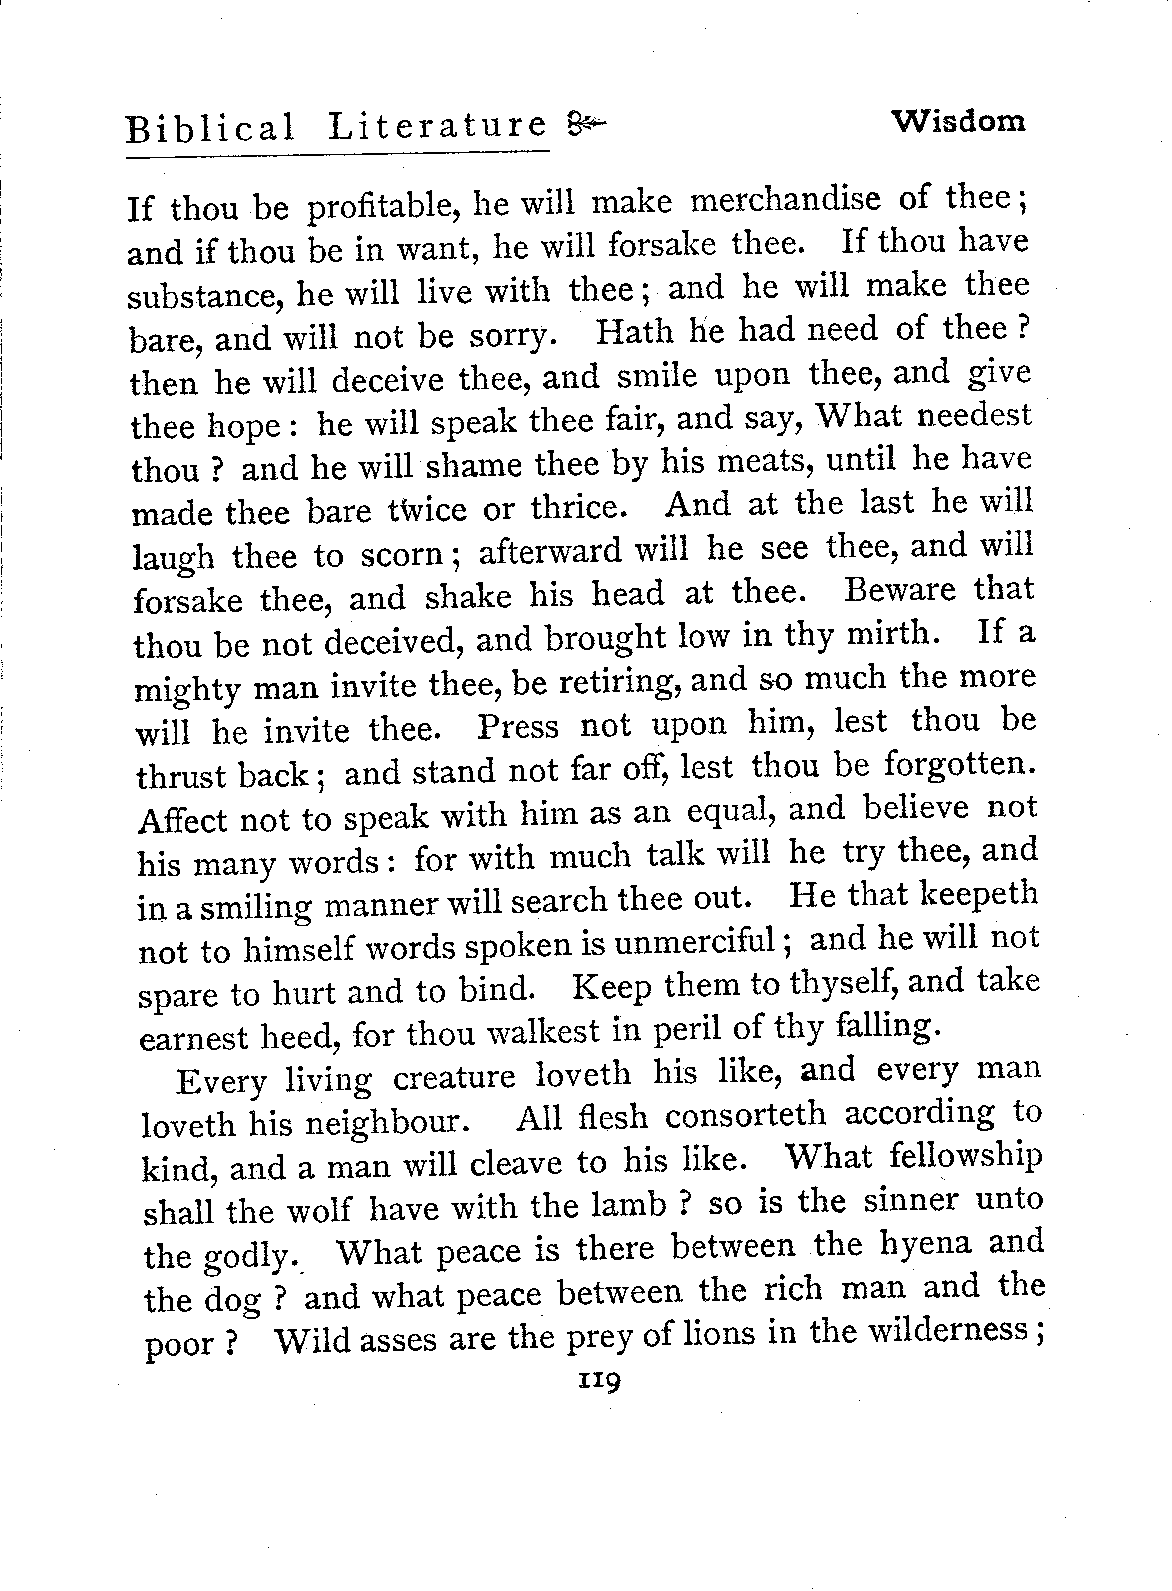 Biblical Literature Wisdom
If thou be profitable, he will make merchandise of thee;
and if thou be in want, he will forsake thee. If thou have
substance, he will live with thee; and he will make thee
bare, and will not be sorry. Hath he had need of thee?
then he will deceive thee, and smile upon thee, and give
thee hope: he will speak thee fair, and say, What needest
thou? and he will shame thee by his meats, until he have
made thee bare twice or thrice. And at the last he will
laugh thee to scorn; afterward will he see thee, and will
forsake thee, and shake his head at thee. Beware that
thou be not deceived, and brought low in thy mirth. If a
mighty man invite thee, be retiring, and so much the more
will he invite thee. Press not upon him, lest thou be
thrust back; and stand not far off, lest thou be forgotten.
Affect not to speak with him as an equal, and believe not
his many words: for with much talk will he try thee, and
in a smiling manner will search thee out. He that keepeth
not to himself words spoken is unmerciful; and he will not
spare to hurt and to bind. Keep them to thyself, and take
earnest heed, for thou walkest in peril of thy falling.
Every living creature loveth his like, and every man
loveth his neighbour. All flesh consorteth according to
kind, and a man will cleave to his like. What fellowship
shall the wolf have with the lamb? so is the sinner unto
the godly. What peace is there between the hyena and
the dog? and what peace between the rich man and the
poor? Wild asses are the prey of lions in the wilderness;
119